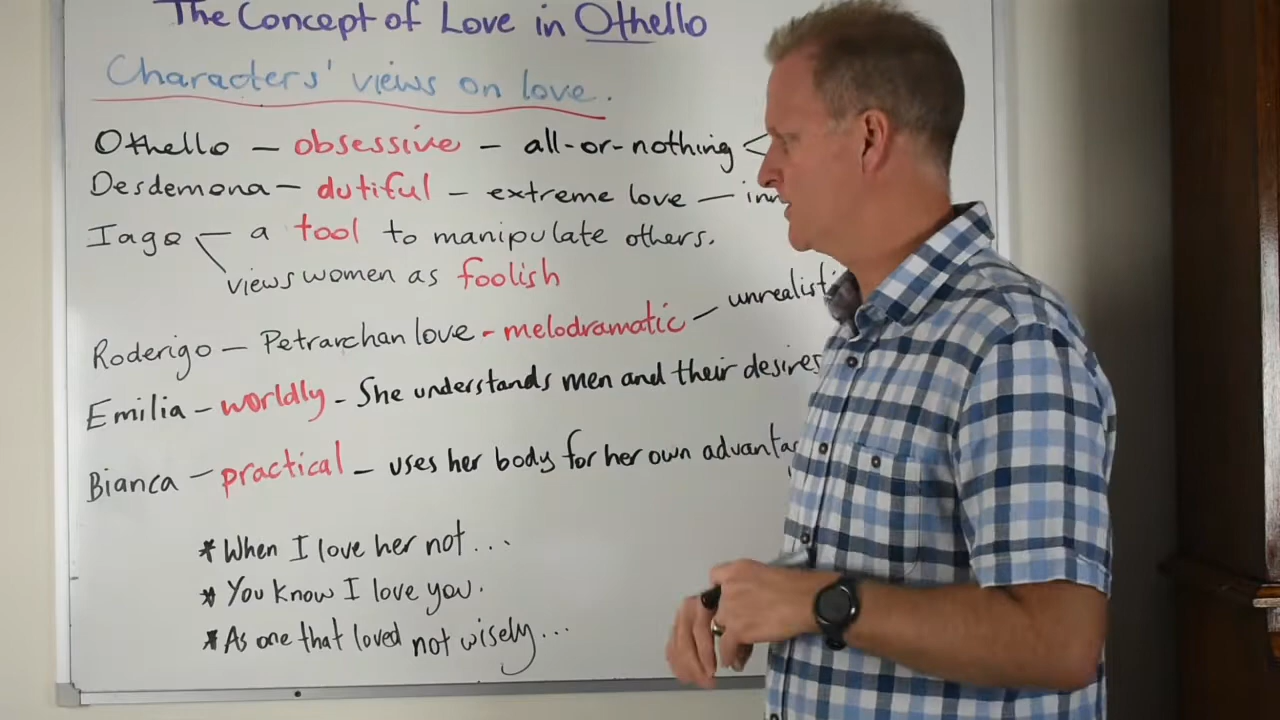 The Concept of Love in Othello
Characters' views on love.
Othello – obsessive – all-or-nothing <
Desdemona – dutiful – extreme love –
Iago – a tool to manipulate others.
views women as foolish
Roderigo – Petrarchan love - melodramatic –
Emilia – worldly - She understands men and their desires
Bianca – practical – uses her body for her own
* When I love her not...
* You know I love you.
* As one that loved not wisely...